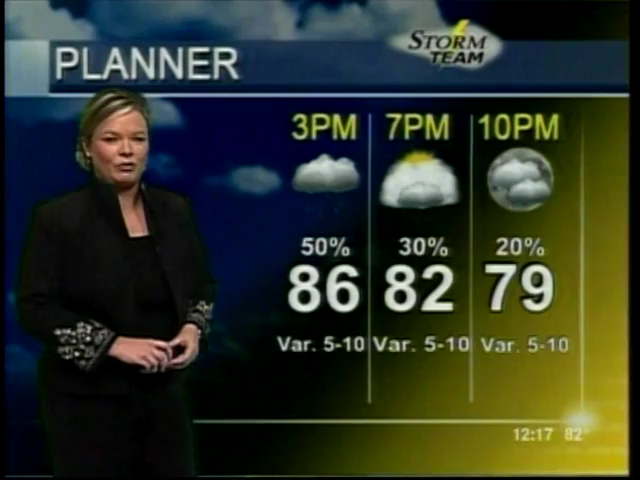 PLANNER
STORM
TEAM
3PM 7PM 10PM
50% 30% 20%
86 82 79
Var. 5-10 Var. 5-10 Var. 5-10
12:17 82°